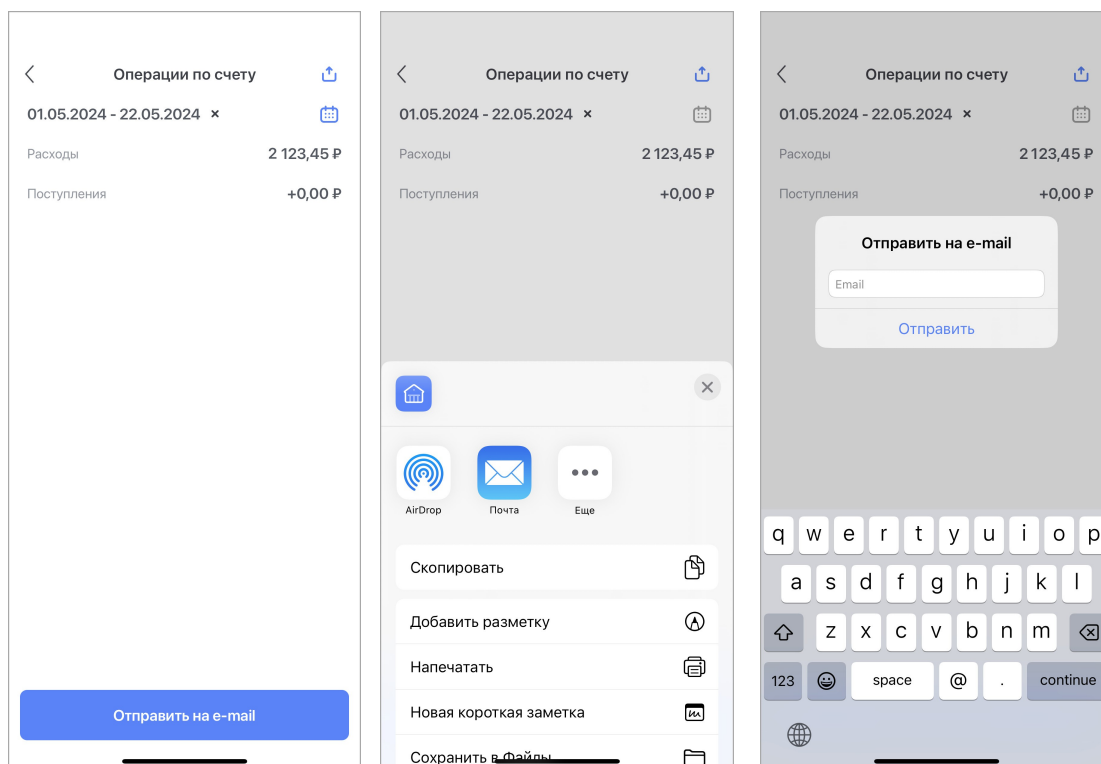 Операции по счету
01.05.2024 - 22.05.2024 ×
Расходы 2 123,45 ₽
Поступления +0,00 ₽
Отправить на e-mail
Операции по счету
01.05.2024 - 22.05.2024 ×
Расходы 2 123,45 ₽
Поступления +0,00 ₽
AirDrop Почта Еще
Скопировать
Добавить разметку
Напечатать
Новая короткая заметка
Сохранить в Файлы
Операции по счету
01.05.2024 - 22.05.2024 ×
Расходы 2 123,45 ₽
Поступления +0,00 ₽
Отправить на e-mail
Email
Отправить
q w e r t y u i o p
a s d f g h j k l
z x c v b n m
123 space @ . continue